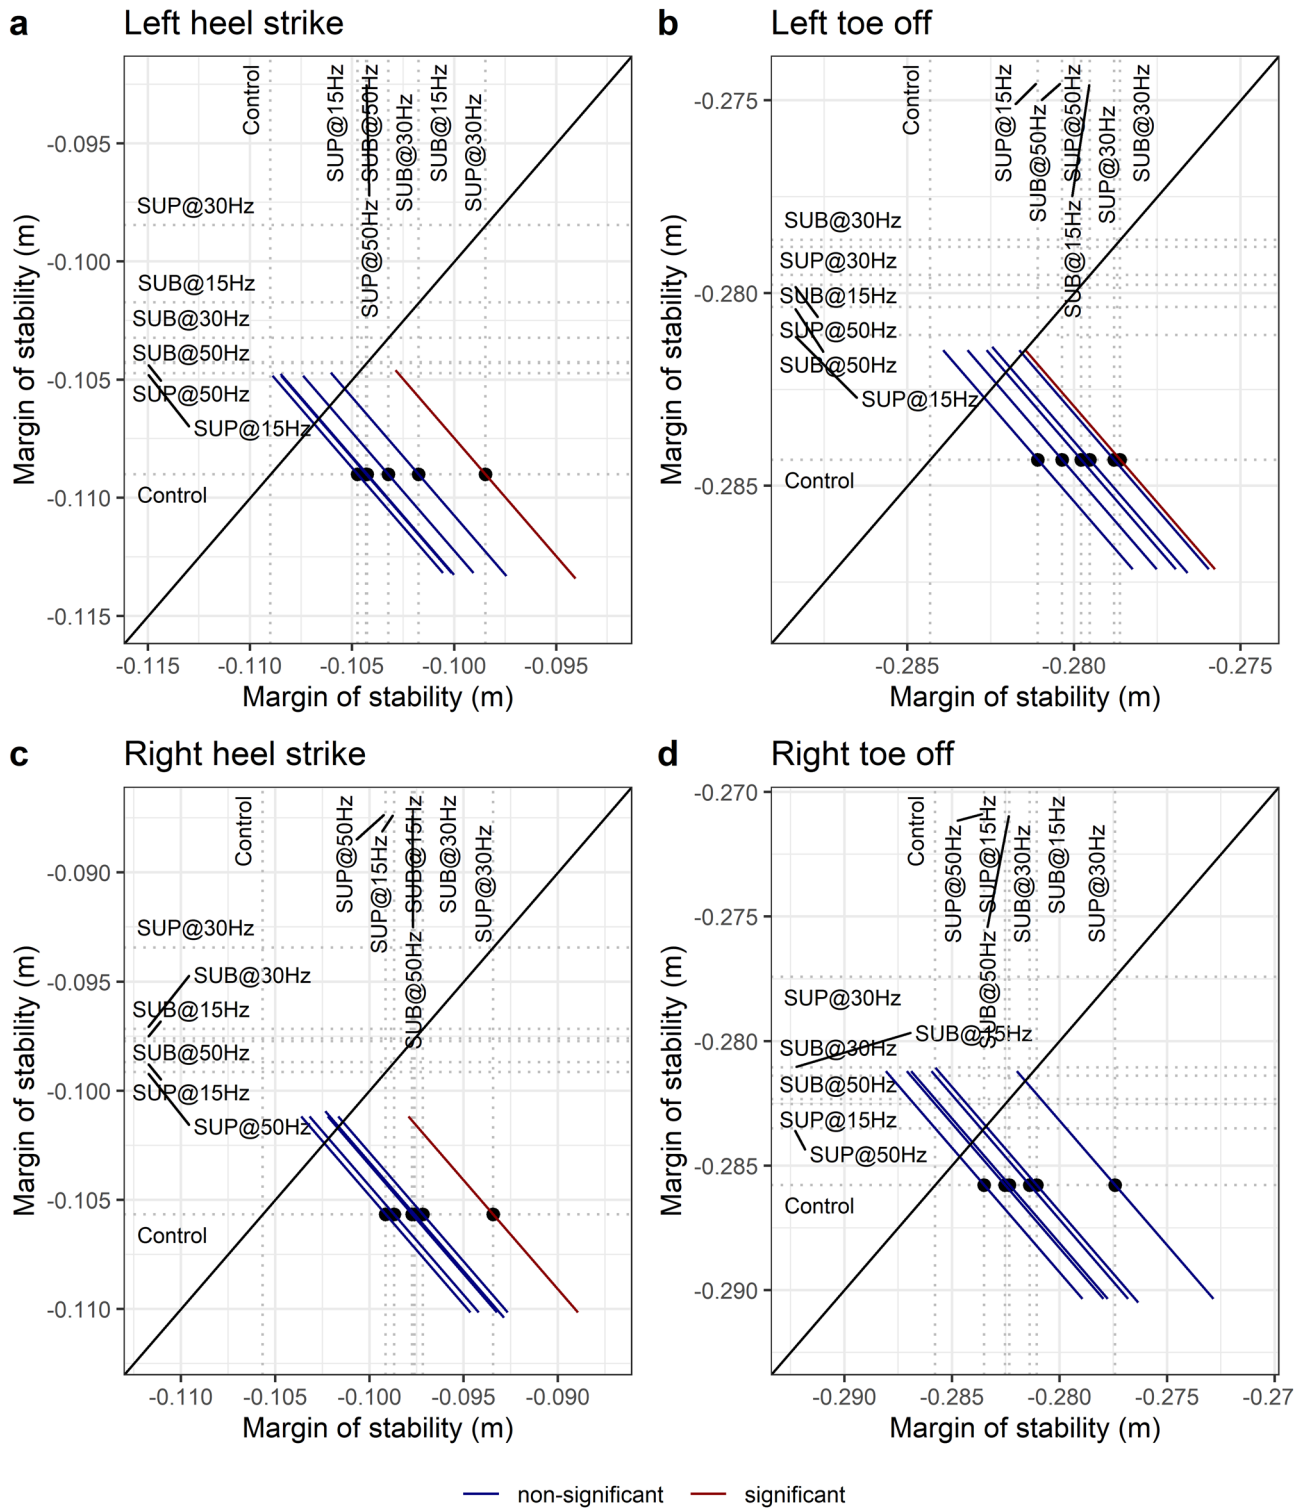 a Left heel strike
Control
SUP@15Hz
SUB@50Hz
SUP@50Hz
SUB@30Hz
SUB@15Hz
SUP@30Hz
Margin of stability (m)
-0.095
-0.100
-0.105
-0.110
-0.115
SUP@30Hz
SUB@15Hz
SUB@30Hz
SUB@50Hz
SUP@50Hz
SUP@15Hz
Control
-0.115 -0.110 -0.105 -0.100 -0.095
Margin of stability (m)
b Left toe off
Control
SUP@15Hz
SUB@50Hz
SUP@50Hz
SUB@15Hz
SUP@30Hz
SUB@30Hz
Margin of stability (m)
-0.275
-0.280
-0.285
SUB@30Hz
SUP@30Hz
SUB@15Hz
SUP@50Hz
SUB@50Hz
SUP@15Hz
Control
-0.285 -0.280 -0.275
Margin of stability (m)
c Right heel strike
Control
SUP@50Hz
SUP@15Hz
SUB@15Hz
SUB@50Hz
SUB@30Hz
SUP@30Hz
Margin of stability (m)
-0.090
-0.095
-0.100
-0.105
-0.110
SUP@30Hz
SUB@30Hz
SUB@15Hz
SUB@50Hz
SUP@15Hz
SUP@50Hz
Control
-0.110 -0.105 -0.100 -0.095 -0.090
Margin of stability (m)
d Right toe off
Control
SUP@50Hz
SUP@15Hz
SUB@50Hz
SUB@30Hz
SUB@15Hz
SUP@30Hz
Margin of stability (m)
-0.270
-0.275
-0.280
-0.285
-0.290
SUP@30Hz
SUB@15Hz
SUB@30Hz
SUB@50Hz
SUP@15Hz
SUP@50Hz
Control
-0.290 -0.285 -0.280 -0.275 -0.27
Margin of stability (m)
non-significant significant